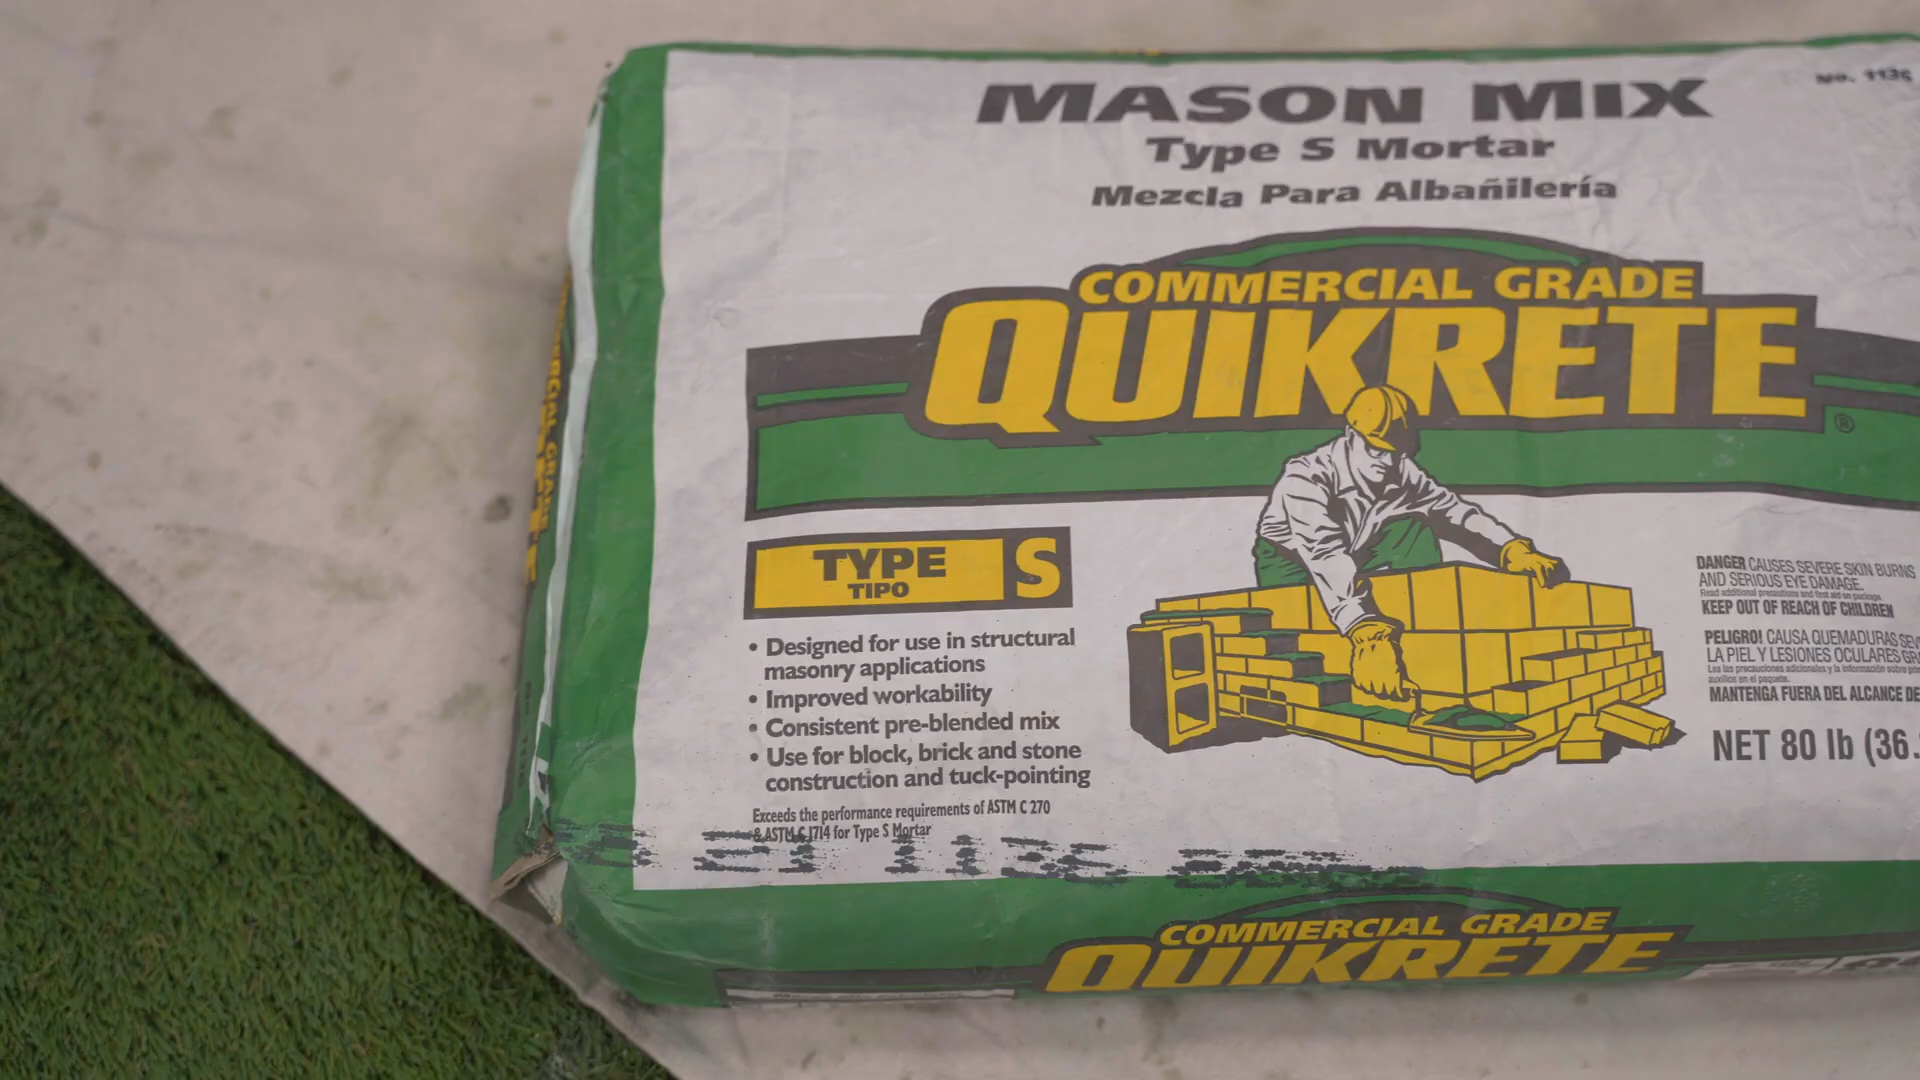 MASON MIX
Type S Mortar
Mezcla Para Albañilería
COMMERCIAL GRADE
QUIKRETE
®
TYPE
TIPO
S
• Designed for use in structural
masonry applications
• Improved workability
• Consistent pre-blended mix
• Use for block, brick and stone
construction and tuck-pointing
Exceeds the performance requirements of ASTM C 270
& ASTM C 1714 for Type S Mortar
DANGER CAUSES SEVERE SKIN BURNS
AND SERIOUS EYE DAMAGE.
Read additional precautions and first aid on package.
KEEP OUT OF REACH OF CHILDREN
PELIGRO! CAUSA QUEMADURAS
LA PIEL Y LESIONES OCULARES
Lea las precauciones adicionales y la información sobre
auxilios en el paquete.
MANTENGA FUERA DEL ALCANCE DE
NET 80 lb (36.
COMMERCIAL GRADE
QUIKRETE